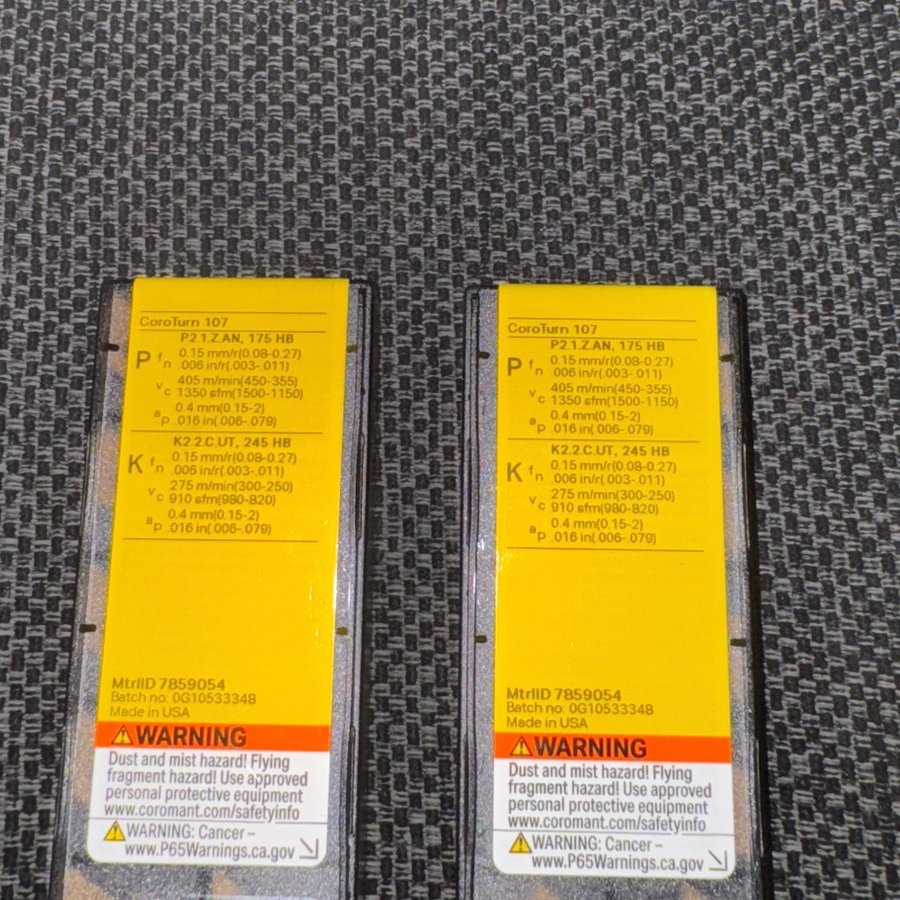 CoroTurn 107
P2.1.Z.AN, 175 HB
P fn 0.15 mm/r(0.08-0.27)
.006 in/r(.003-.011)
vc 405 m/min(450-355)
1350 sfm(1500-1150)
ap 0.4 mm(0.15-2)
.016 in(.006-.079)
K2.2.C.UT, 245 HB
K fn 0.15 mm/r(0.08-0.27)
.006 in/r(.003-.011)
vc 275 m/min(300-250)
910 sfm(980-820)
ap 0.4 mm(0.15-2)
.016 in(.006-.079)
MtrlID 7859054
Batch no: 0G10533348
Made in USA
WARNING
Dust and mist hazard! Flying
fragment hazard! Use approved
personal protective equipment
www.coromant.com/safetyinfo
WARNING: Cancer –
www.P65Warnings.ca.gov
CoroTurn 107
P2.1.Z.AN, 175 HB
P fn 0.15 mm/r(0.08-0.27)
.006 in/r(.003-.011)
vc 405 m/min(450-355)
1350 sfm(1500-1150)
ap 0.4 mm(0.15-2)
.016 in(.006-.079)
K2.2.C.UT, 245 HB
K fn 0.15 mm/r(0.08-0.27)
.006 in/r(.003-.011)
vc 275 m/min(300-250)
910 sfm(980-820)
ap 0.4 mm(0.15-2)
.016 in(.006-.079)
MtrlID 7859054
Batch no: 0G10533348
Made in USA
WARNING
Dust and mist hazard! Flying
fragment hazard! Use approved
personal protective equipment
www.coromant.com/safetyinfo
WARNING: Cancer –
www.P65Warnings.ca.gov